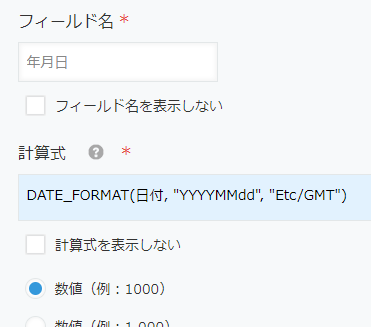 フィールド名 *
年月日
フィールド名を表示しない
計算式 ? *
DATE_FORMAT(日付, "YYYYMMdd", "Etc/GMT")
計算式を表示しない
数値（例：1000）
数値（例：1,000）